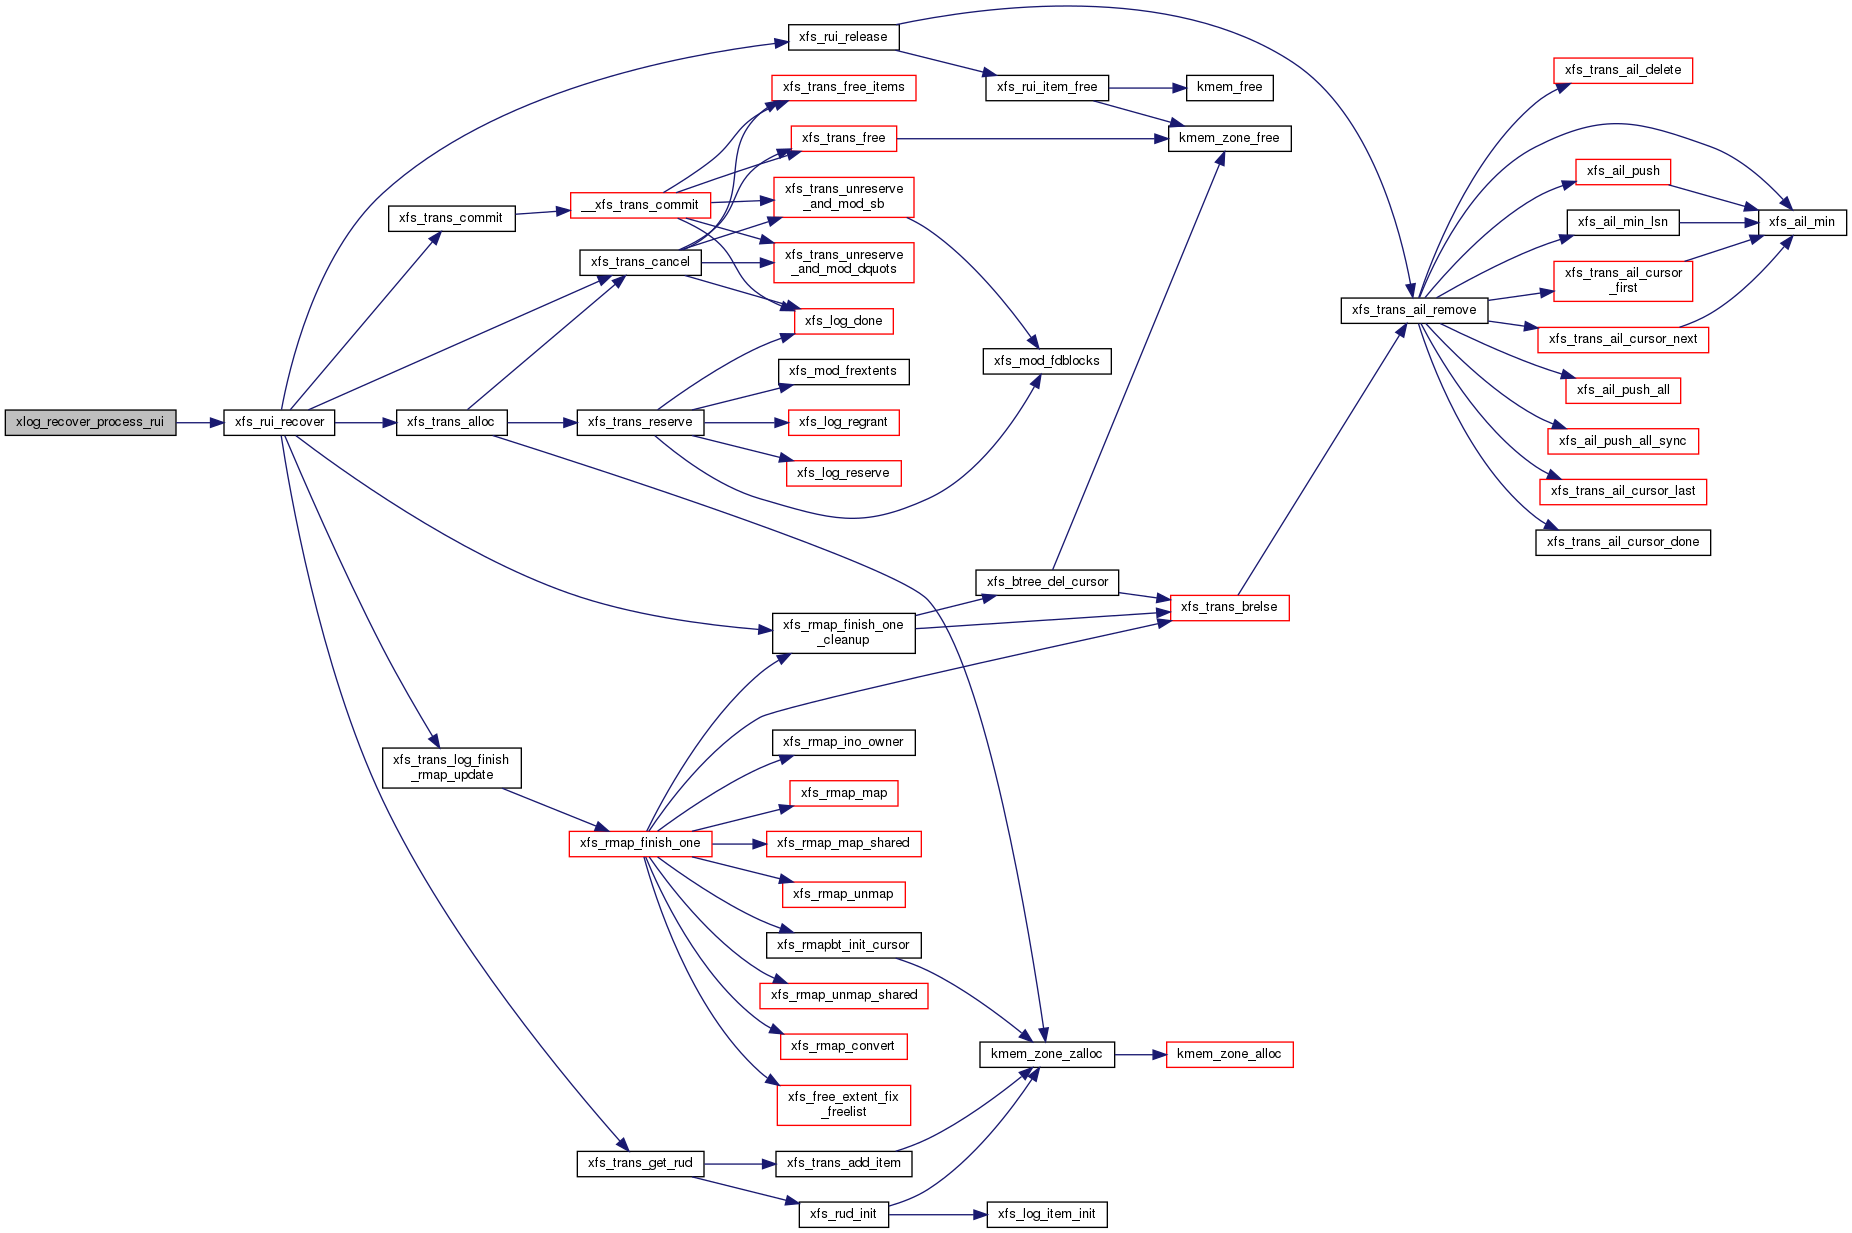 xlog_recover_process_rui
xfs_rui_recover
xfs_rui_release
xfs_trans_commit
xfs_trans_alloc
xfs_trans_log_finish
_rmap_update
__xfs_trans_commit
xfs_trans_cancel
xfs_trans_reserve
xfs_rmap_finish_one
xfs_trans_get_rud
xfs_trans_free_items
xfs_trans_free
xfs_trans_unreserve
_and_mod_sb
xfs_trans_unreserve
_and_mod_dquots
xfs_log_done
xfs_mod_frextents
xfs_log_regrant
xfs_log_reserve
xfs_rmap_finish_one
_cleanup
xfs_rmap_ino_owner
xfs_rmap_map
xfs_rmap_map_shared
xfs_rmap_unmap
xfs_rmapbt_init_cursor
xfs_rmap_unmap_shared
xfs_rmap_convert
xfs_free_extent_fix
_freelist
xfs_trans_add_item
xfs_rud_init
xfs_rui_item_free
xfs_mod_fdblocks
xfs_btree_del_cursor
kmem_zone_zalloc
xfs_log_item_init
kmem_free
kmem_zone_free
xfs_trans_brelse
kmem_zone_alloc
xfs_trans_ail_remove
xfs_trans_ail_delete
xfs_ail_push
xfs_ail_min_lsn
xfs_trans_ail_cursor
_first
xfs_trans_ail_cursor_next
xfs_ail_push_all
xfs_ail_push_all_sync
xfs_trans_ail_cursor_last
xfs_trans_ail_cursor_done
xfs_ail_min